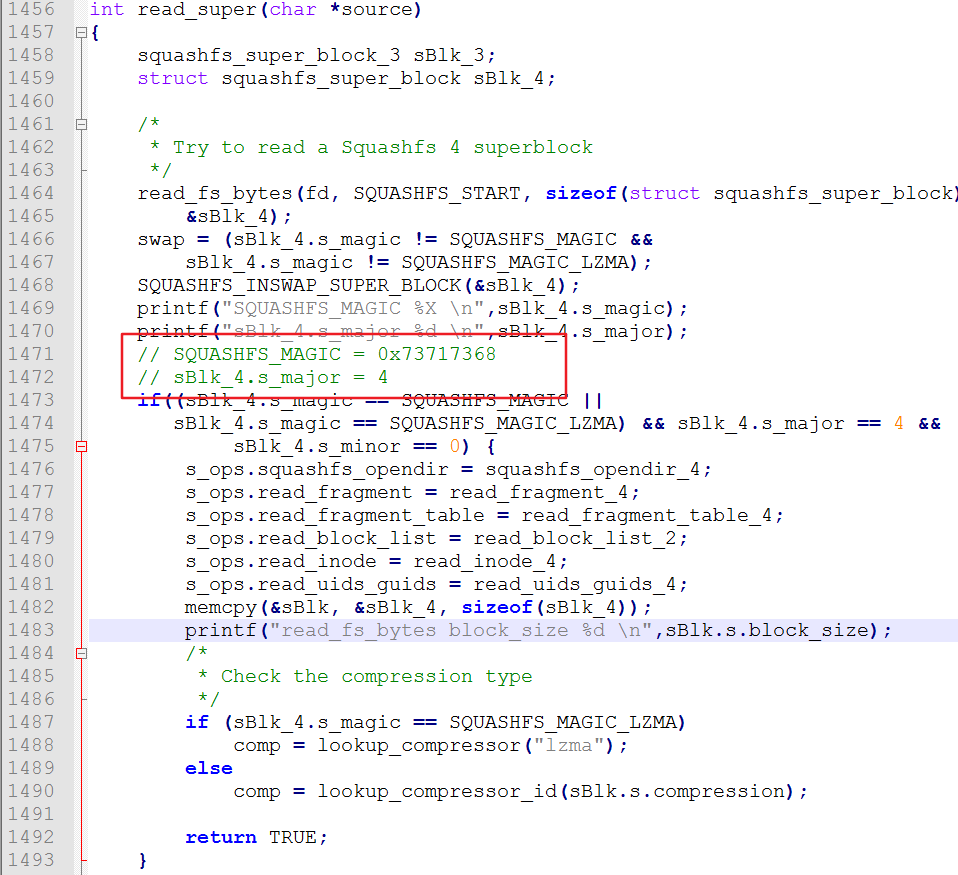 1456 int read_super(char *source)
1457 {
1458     squashfs_super_block_3 sBlk_3;
1459     struct squashfs_super_block sBlk_4;
1460
1461     /*
1462      * Try to read a Squashfs 4 superblock
1463      */
1464     read_fs_bytes(fd, SQUASHFS_START, sizeof(struct squashfs_super_block)
1465         &sBlk_4);
1466     swap = (sBlk_4.s_magic != SQUASHFS_MAGIC &&
1467         sBlk_4.s_magic != SQUASHFS_MAGIC_LZMA);
1468     SQUASHFS_INSWAP_SUPER_BLOCK(&sBlk_4);
1469     printf("SQUASHFS_MAGIC %X \n",sBlk_4.s_magic);
1470     printf("sBlk_4.s_major %d \n",sBlk_4.s_major);
1471     // SQUASHFS_MAGIC = 0x73717368
1472     // sBlk_4.s_major = 4
1473     if((sBlk_4.s_magic == SQUASHFS_MAGIC ||
1474        sBlk_4.s_magic == SQUASHFS_MAGIC_LZMA) && sBlk_4.s_major == 4 &&
1475             sBlk_4.s_minor == 0) {
1476         s_ops.squashfs_opendir = squashfs_opendir_4;
1477         s_ops.read_fragment = read_fragment_4;
1478         s_ops.read_fragment_table = read_fragment_table_4;
1479         s_ops.read_block_list = read_block_list_2;
1480         s_ops.read_inode = read_inode_4;
1481         s_ops.read_uids_guids = read_uids_guids_4;
1482         memcpy(&sBlk, &sBlk_4, sizeof(sBlk_4));
1483         printf("read_fs_bytes block_size %d \n",sBlk.s.block_size);
1484         /*
1485          * Check the compression type
1486          */
1487         if (sBlk_4.s_magic == SQUASHFS_MAGIC_LZMA)
1488             comp = lookup_compressor("lzma");
1489         else
1490             comp = lookup_compressor_id(sBlk.s.compression);
1491
1492         return TRUE;
1493     }